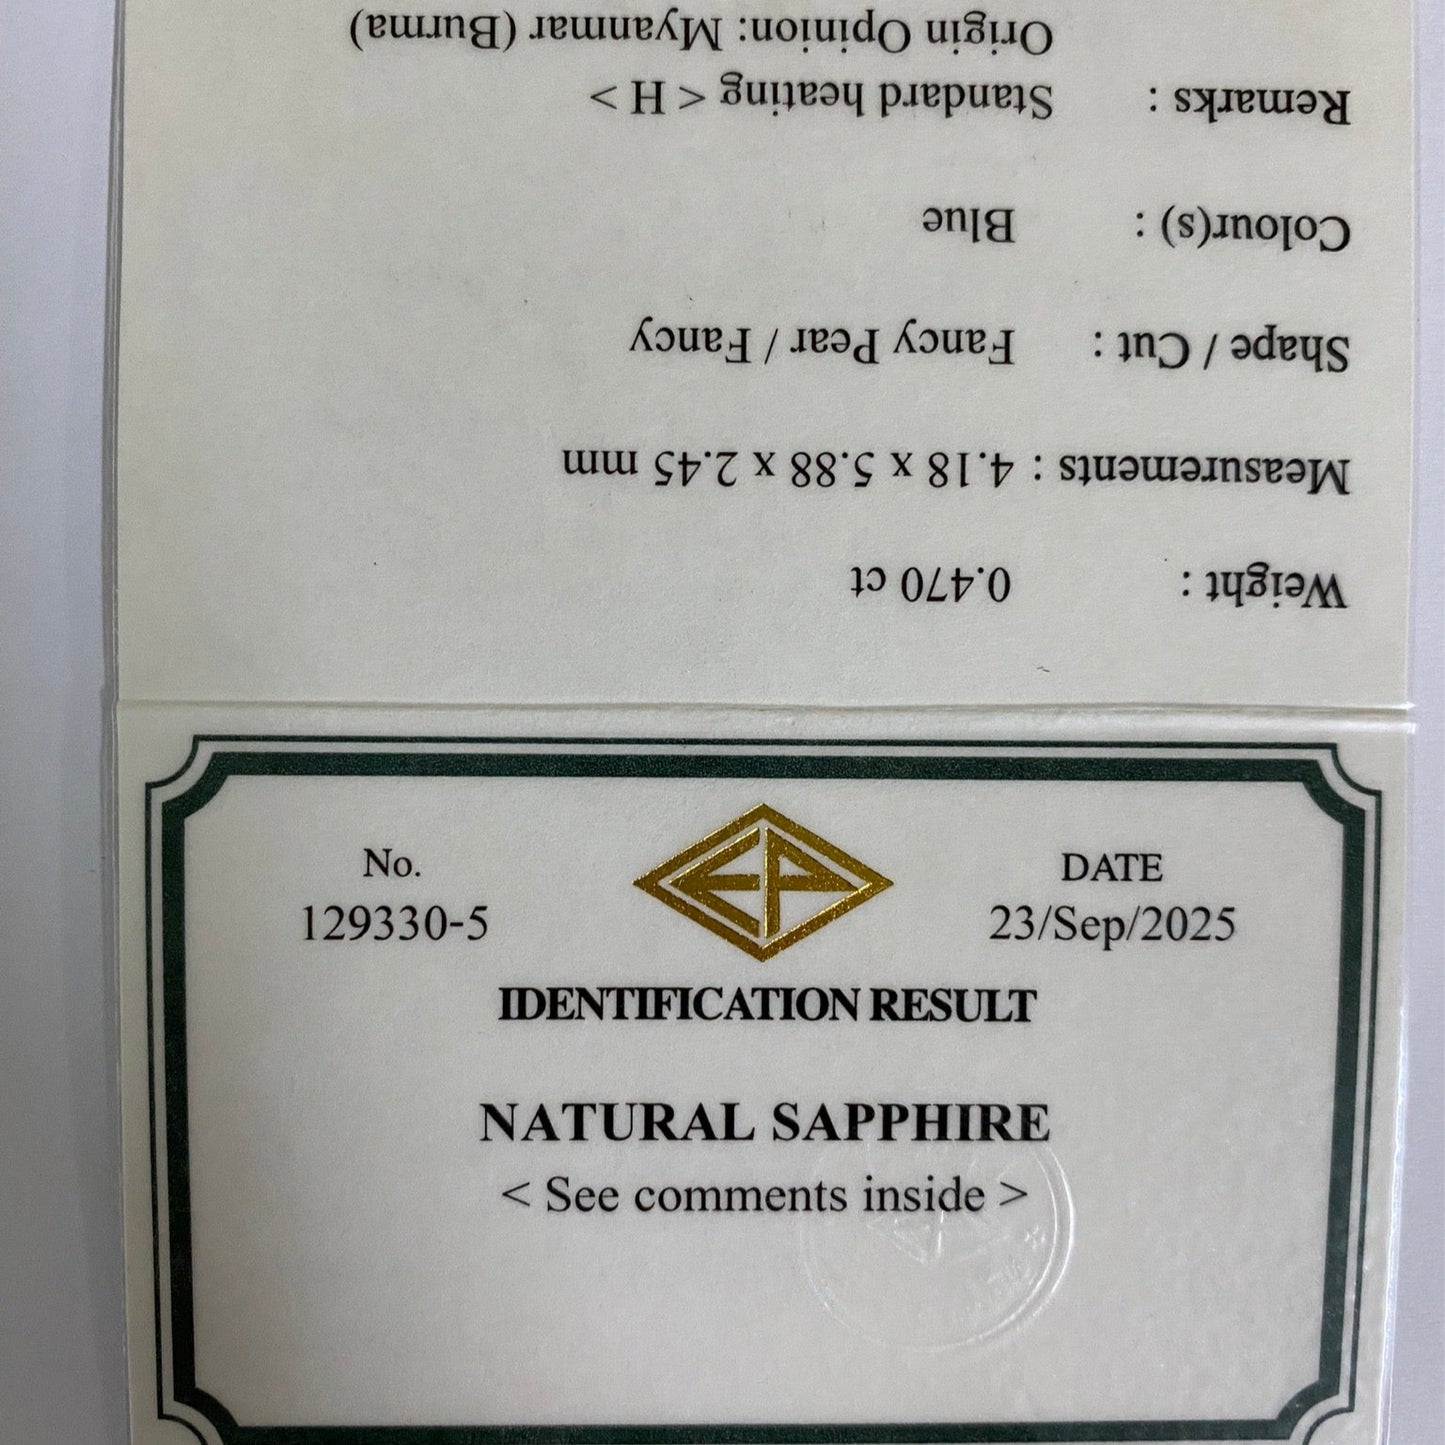 Weight : 0.470 ct
Measurements : 4.18 x 5.88 x 2.45 mm
Shape / Cut : Fancy Pear / Fancy
Colour(s) : Blue
Remarks : Standard heating < H >
Origin Opinion: Myanmar (Burma)
No.
129330-5
DATE
23/Sep/2025
IDENTIFICATION RESULT
NATURAL SAPPHIRE
< See comments inside >